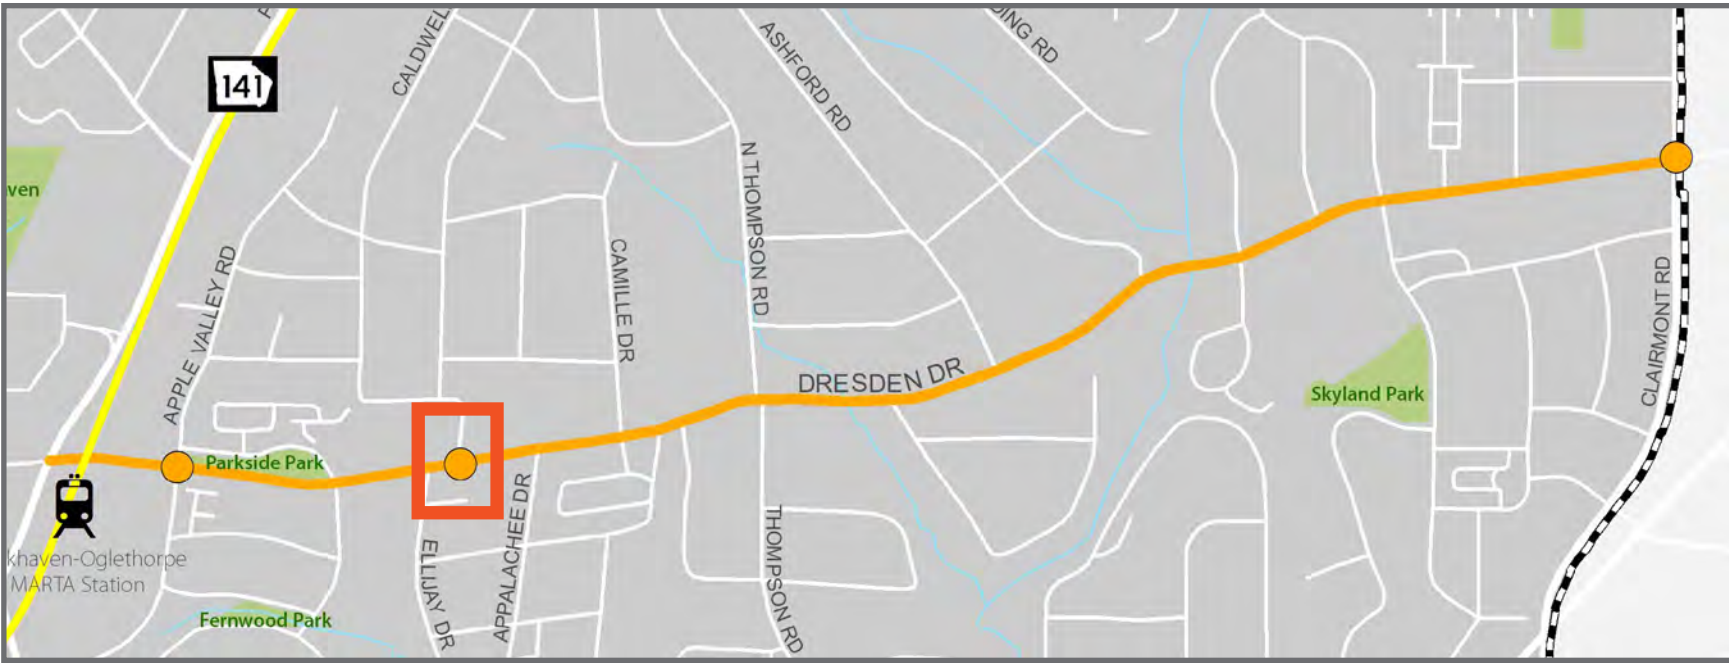 DING RD
CALDWEL
ASHFORD RD
141
ven
N THOMPSON RD
APPLE VALLEY RD
CAMILLE DR
CLAIRMONT RD
DRESDEN DR
Skyland Park
Parkside Park
APPALACHEE DR
THOMPSON RD
ELLIJAY DR
khaven-Oglethorpe
MARTA Station
Fernwood Park